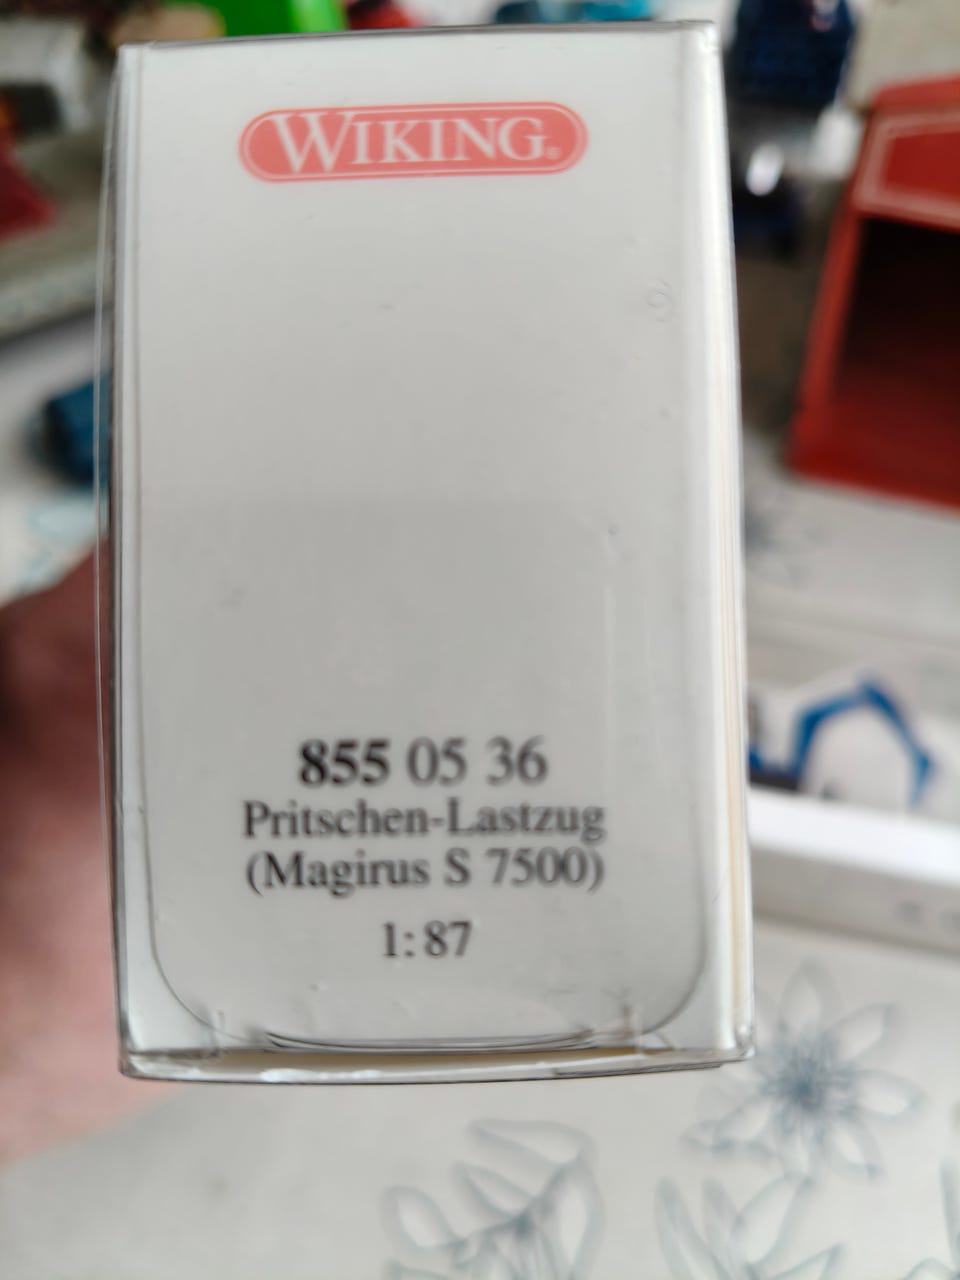 WIKING®
855 05 36
Pritschen-Lastzug
(Magirus S 7500)
1:87